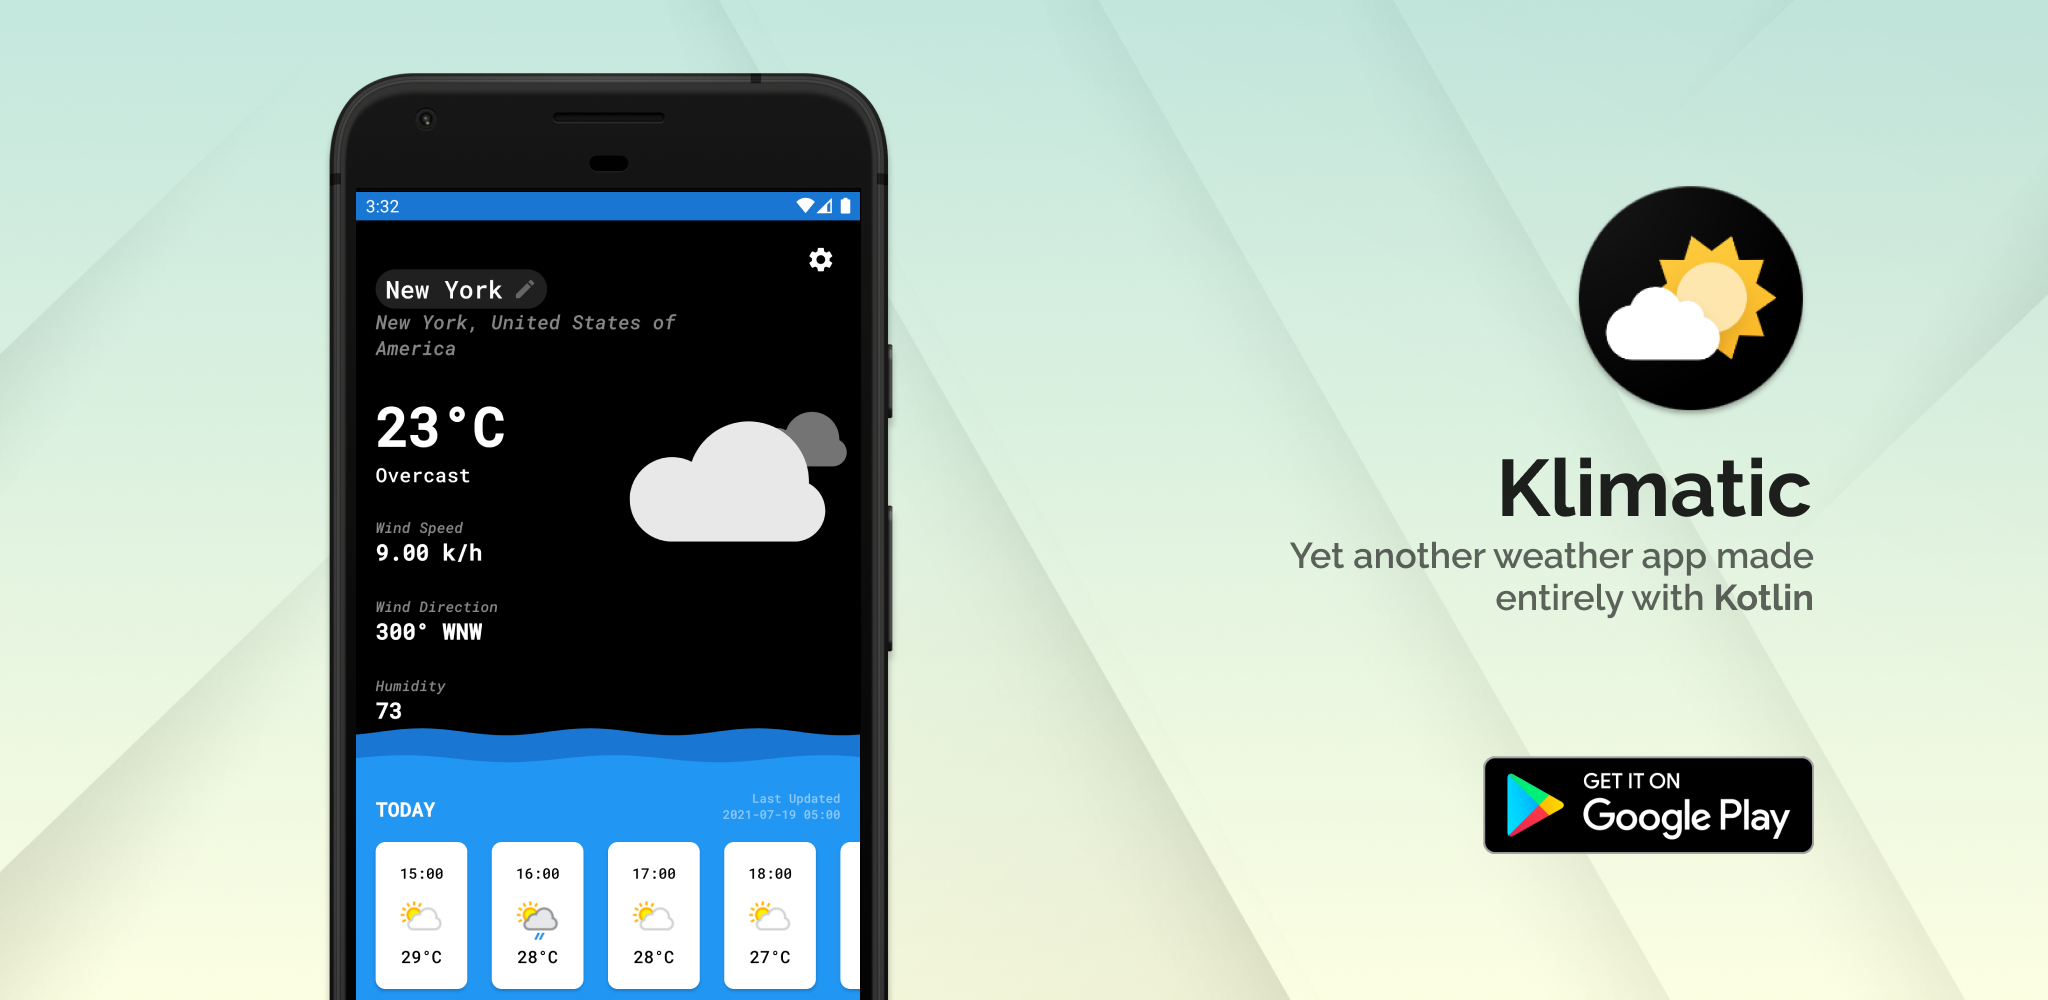 3:32
New York
New York, United States of
America
23°C
Overcast
Wind Speed
9.00 k/h
Wind Direction
300° WNW
Humidity
73
TODAY
Last Updated
2021-07-19 05:00
15:00
16:00
17:00
18:00
29°C
28°C
28°C
27°C
Klimatic
Yet another weather app made
entirely with Kotlin
GET IT ON
Google Play